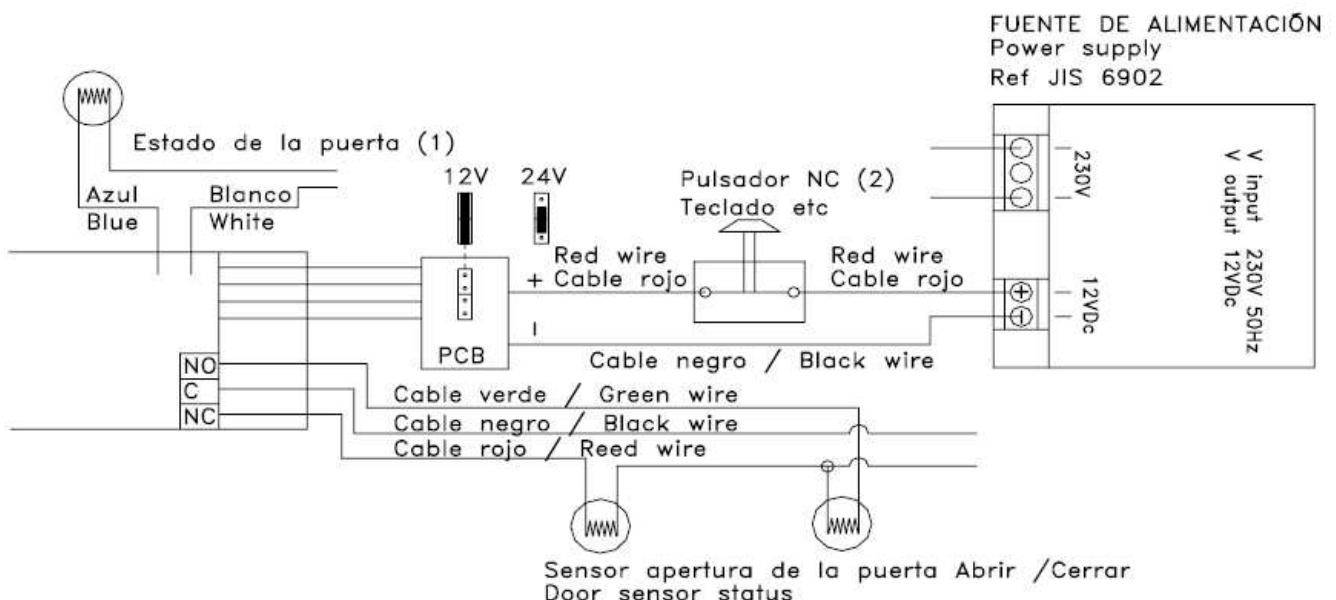 FUENTE DE ALIMENTACIÓN
Power supply
Ref JIS 6902
Estado de la puerta (1)
Azul
Blue
Blanco
White
12V
24V
Pulsador NC (2)
Teclado etc
+
Red wire
Cable rojo
Red wire
Cable rojo
230V
+
-
12VDc
V input 230V 50Hz
V output 12VDc
-
PCB
Cable negro / Black wire
NO
C
NC
Cable verde / Green wire
Cable negro / Black wire
Cable rojo / Reed wire
Sensor apertura de la puerta Abrir /Cerrar
Door sensor status